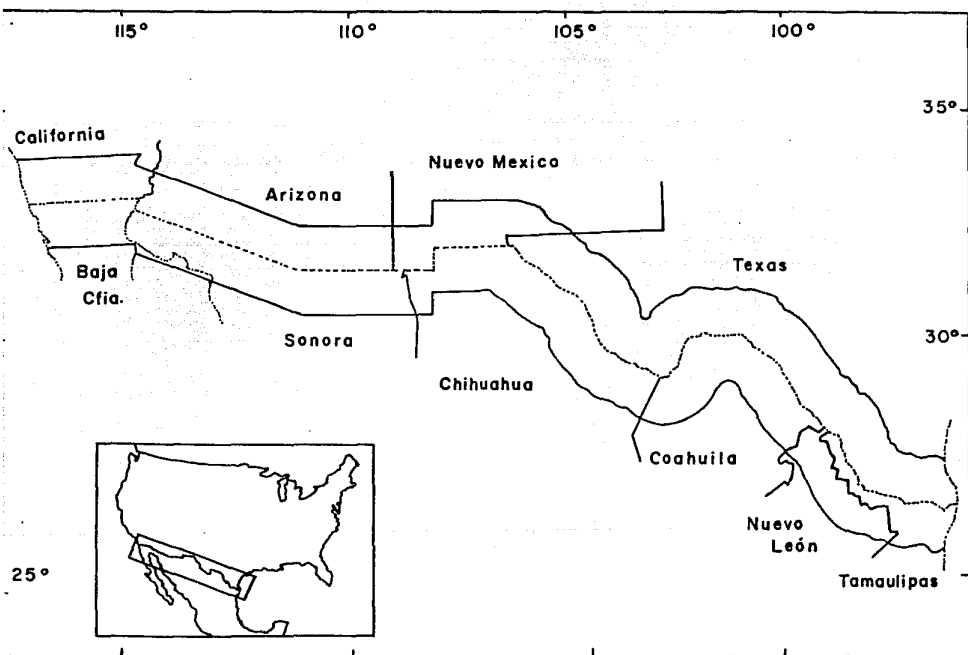 115°
110°
105°
100°
35°
California
Nuevo Mexico
Arizona
Baja
Cfia.
Texas
Sonora
30°
Chihuahua
Coahuila
Nuevo
León
25°
Tamaulipas